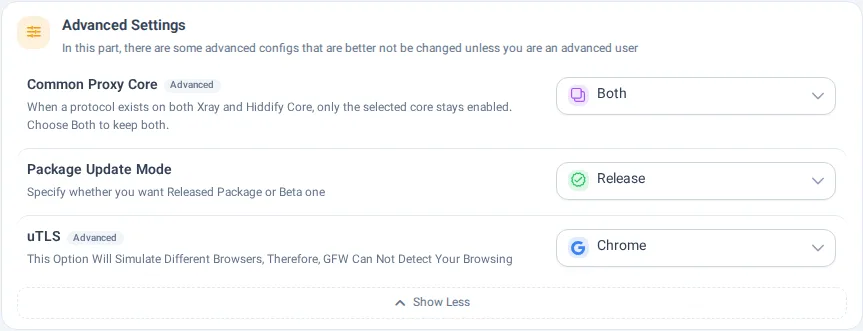 Advanced Settings
In this part, there are some advanced configs that are better not be changed unless you are an advanced user
Common Proxy Core Advanced
When a protocol exists on both Xray and Hiddify Core, only the selected core stays enabled.
Choose Both to keep both.
Both
Package Update Mode
Specify whether you want Released Package or Beta one
Release
uTLS Advanced
This Option Will Simulate Different Browsers, Therefore, GFW Can Not Detect Your Browsing
Chrome
Show Less